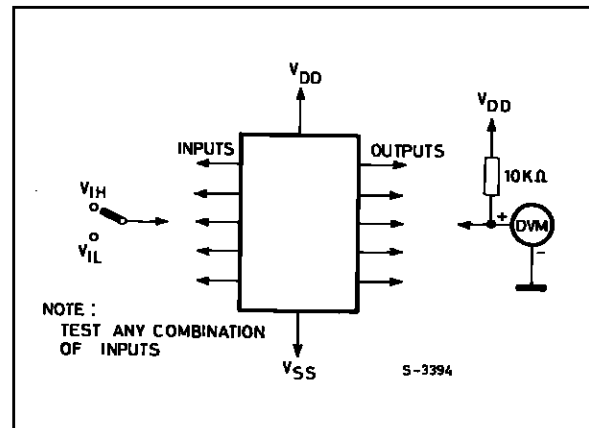 VDD
INPUTS
OUTPUTS
VDD
10KΩ
VIH
VIL
+
DVM
-
NOTE :
TEST ANY COMBINATION
OF INPUTS
VSS
S-3394